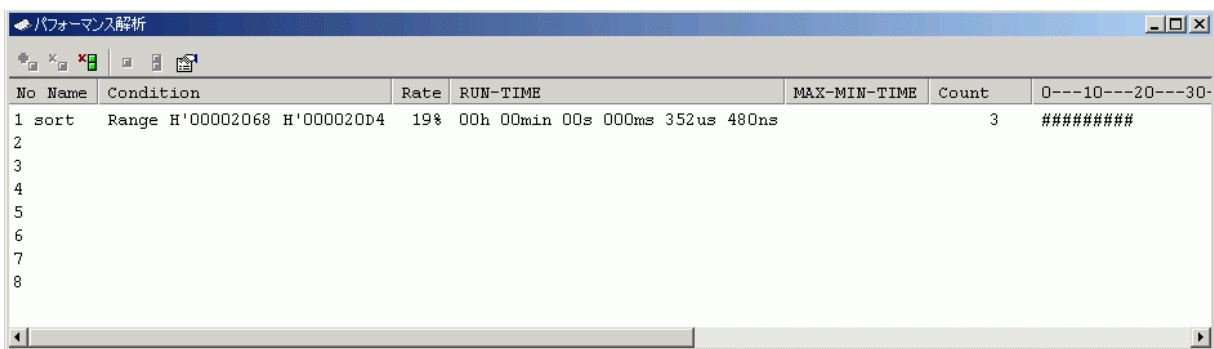 パフォーマンス解析
No Name Condition Rate RUN-TIME MAX-MIN-TIME Count 0---10---20---30-
1 sort Range H'00002068 H'000020D4 19% 00h 00min 00s 000ms 352us 480ns 3 #########
2
3
4
5
6
7
8